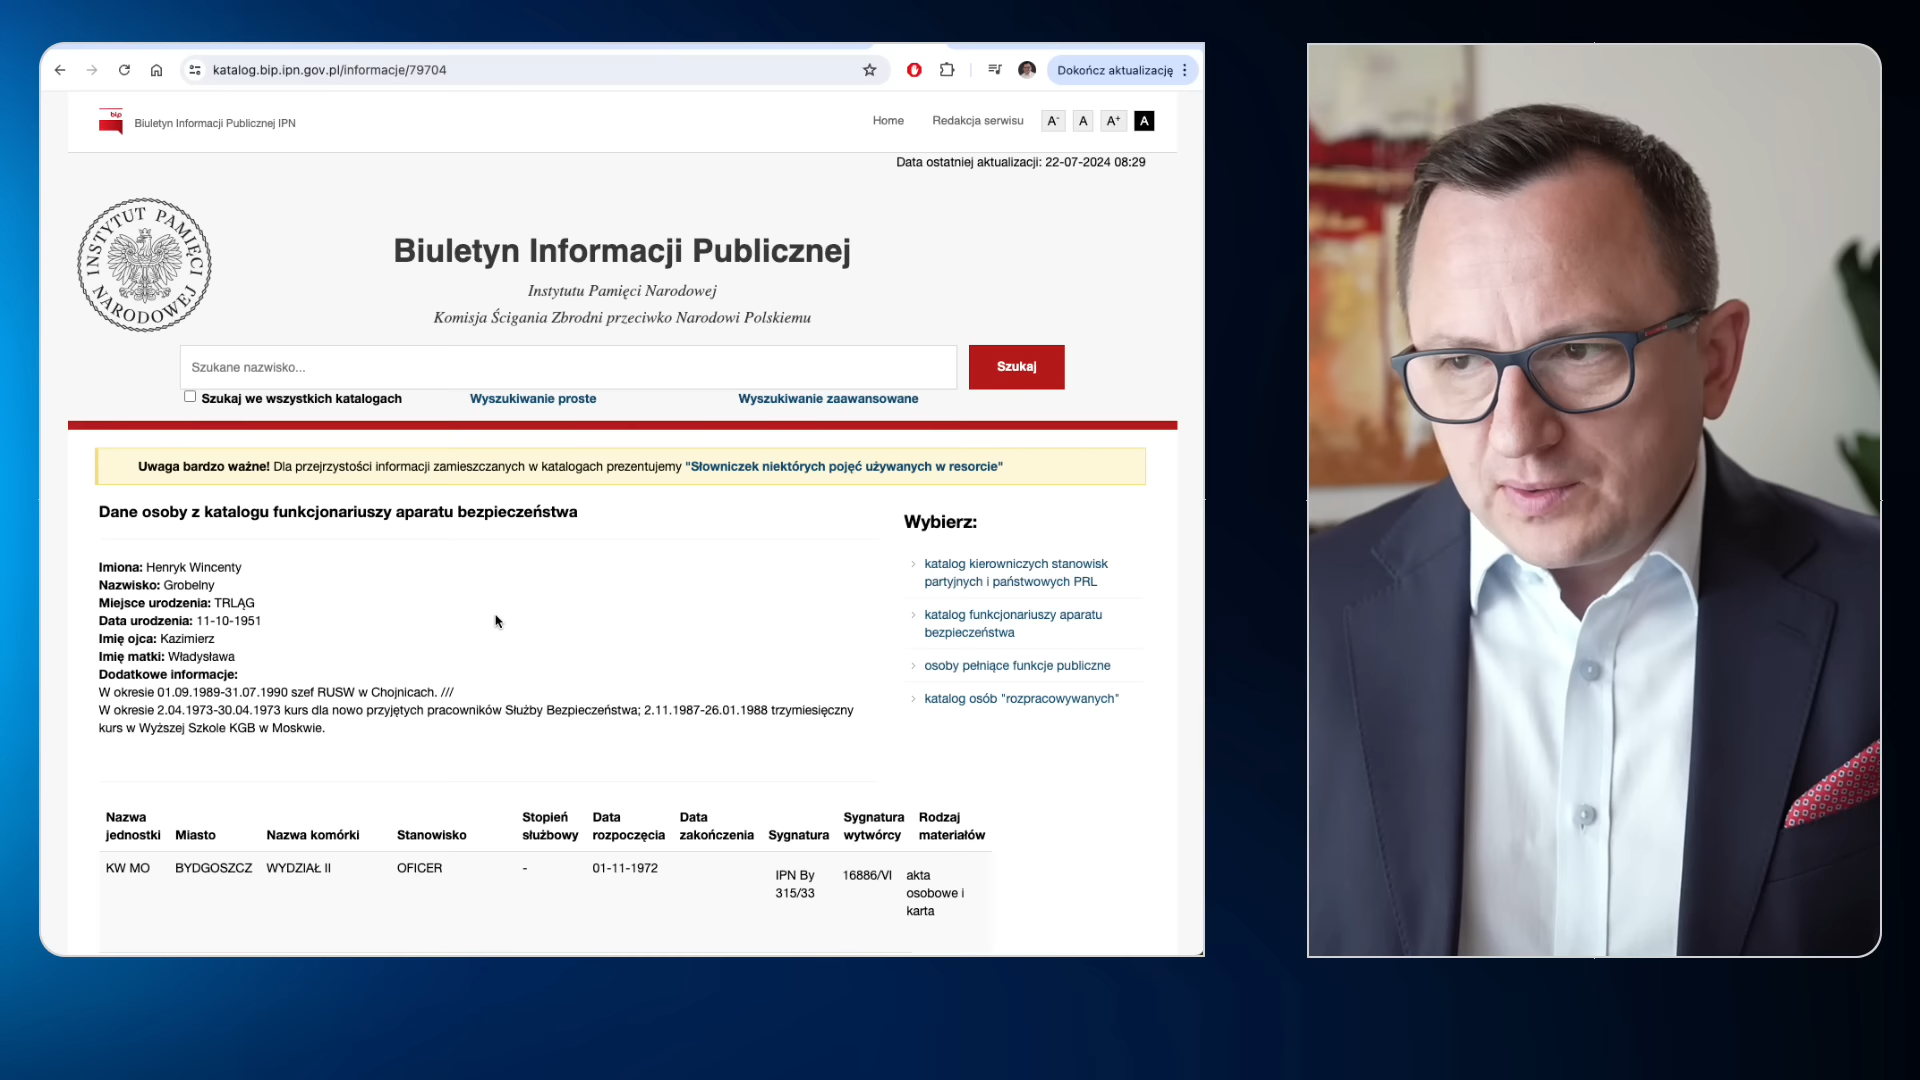 katalog.bip.ipn.gov.pl/informacje/79704
Dokończ aktualizację
bip
Biuletyn Informacji Publicznej IPN
Home
Redakcja serwisu
A-
A
A+
A
Data ostatniej aktualizacji: 22-07-2024 08:29
INSTYTUT PAMIĘCI NARODOWEJ
Biuletyn Informacji Publicznej
Instytutu Pamięci Narodowej
Komisja Ścigania Zbrodni przeciwko Narodowi Polskiemu
Szukane nazwisko...
Szukaj
Szukaj we wszystkich katalogach
Wyszukiwanie proste
Wyszukiwanie zaawansowane
Uwaga bardzo ważne! Dla przejrzystości informacji zamieszczanych w katalogach prezentujemy "Słowniczek niektórych pojęć używanych w resorcie"
Dane osoby z katalogu funkcjonariuszy aparatu bezpieczeństwa
Imiona: Henryk Wincenty
Nazwisko: Grobelny
Miejsce urodzenia: TRLĄG
Data urodzenia: 11-10-1951
Imię ojca: Kazimierz
Imię matki: Władysława
Dodatkowe informacje:
W okresie 01.09.1989-31.07.1990 szef RUSW w Chojnicach. ///
W okresie 2.04.1973-30.04.1973 kurs dla nowo przyjętych pracowników Służby Bezpieczeństwa; 2.11.1987-26.01.1988 trzymiesięczny
kurs w Wyższej Szkole KGB w Moskwie.
Wybierz:
katalog kierowniczych stanowisk
partyjnych i państwowych PRL
katalog funkcjonariuszy aparatu
bezpieczeństwa
osoby pełniące funkcje publiczne
katalog osób "rozpracowywanych"
Nazwa
jednostki
Miasto
Nazwa komórki
Stanowisko
Stopień
służbowy
Data
rozpoczęcia
Data
zakończenia
Sygnatura
Sygnatura
wytwórcy
Rodzaj
materiałów
KW MO
BYDGOSZCZ
WYDZIAŁ II
OFICER
-
01-11-1972
IPN By
315/33
16886/VI
akta
osobowe i
karta